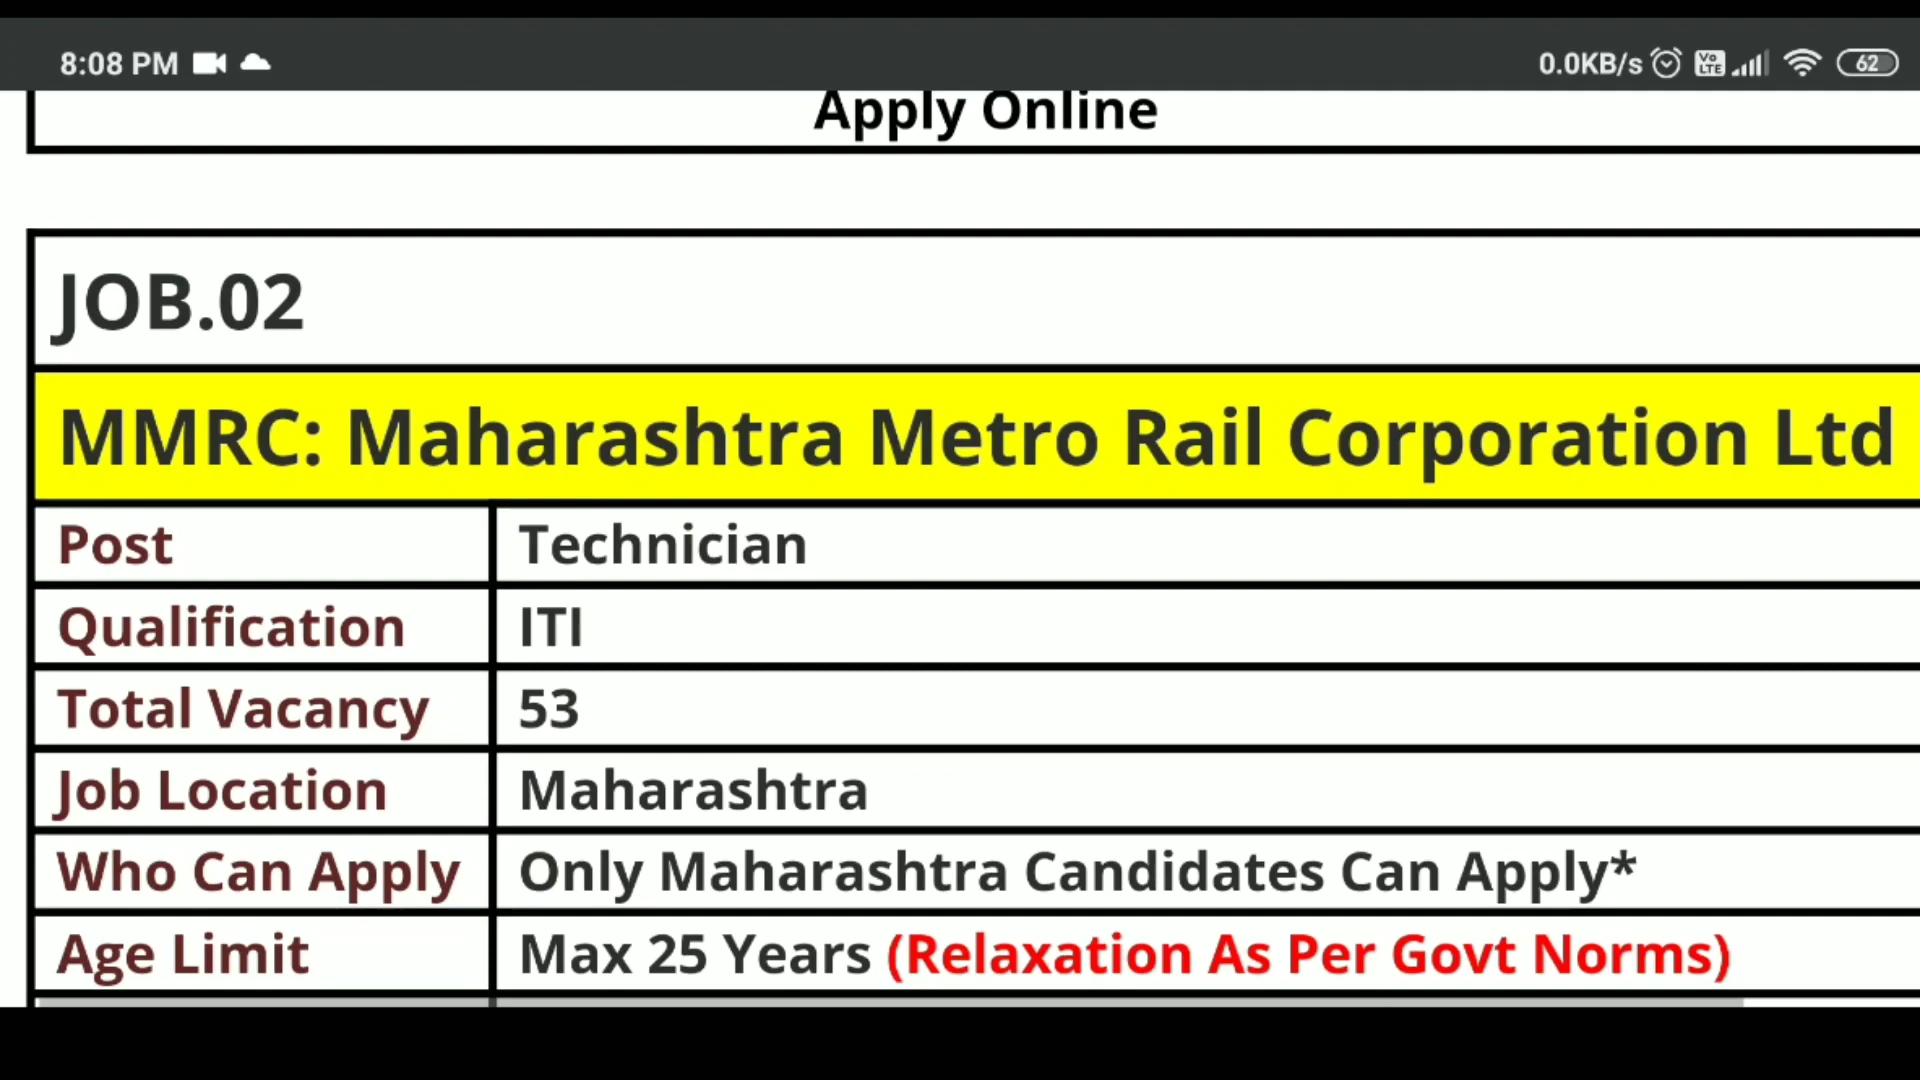 8:08 PM
0.0KB/s
Vo
LTE
62
Apply Online
JOB.02
MMRC: Maharashtra Metro Rail Corporation Ltd
Post
Technician
Qualification
ITI
Total Vacancy
53
Job Location
Maharashtra
Who Can Apply
Only Maharashtra Candidates Can Apply*
Age Limit
Max 25 Years (Relaxation As Per Govt Norms)